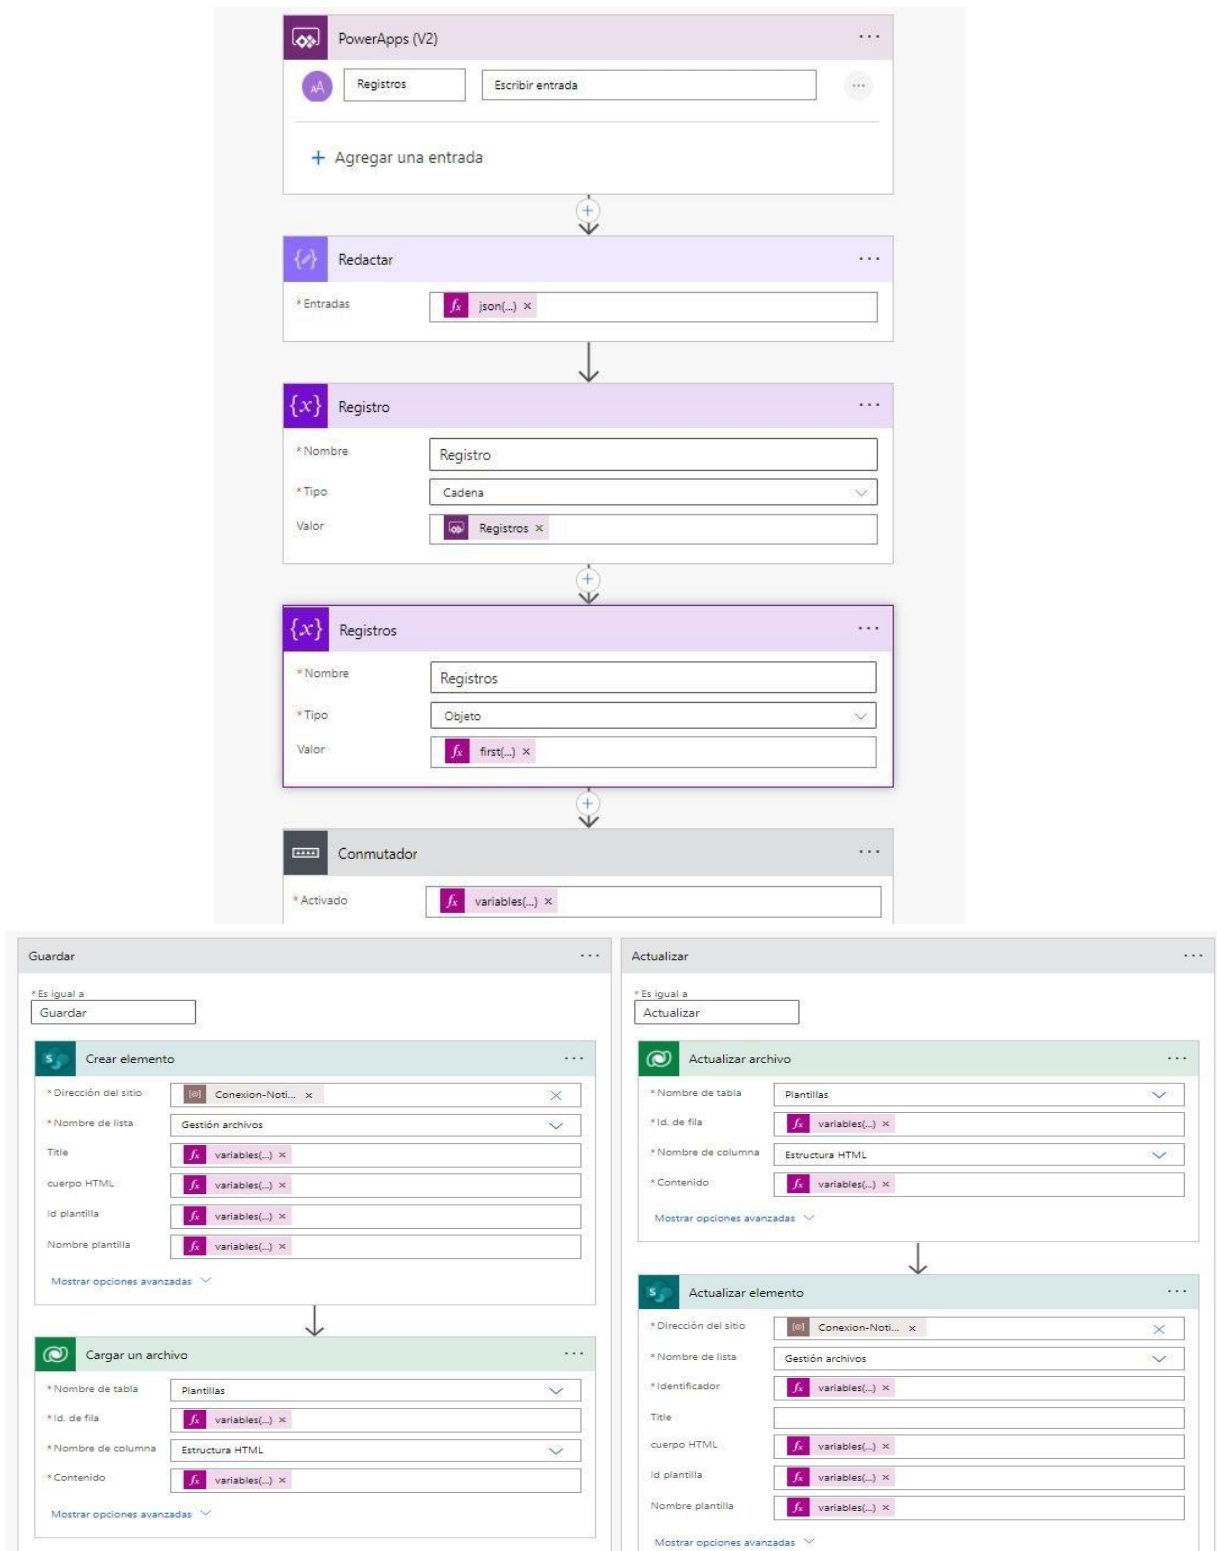 PowerApps (V2)
Registros
Escribir entrada
Agregar una entrada
Redactar
* Entradas
json(...)
Registro
* Nombre
Registro
* Tipo
Cadena
Valor
Registros
Registros
* Nombre
Registros
* Tipo
Objeto
Valor
first(...)
Conmutador
* Activado
variables(...)
Guardar
* Es igual a
Guardar
Crear elemento
* Dirección del sitio
Conexion-Noti...
* Nombre de lista
Gestión archivos
Title
variables(...)
cuerpo HTML
variables(...)
Id plantilla
variables(...)
Nombre plantilla
variables(...)
Mostrar opciones avanzadas
Cargar un archivo
* Nombre de tabla
Plantillas
* Id. de fila
variables(...)
* Nombre de columna
Estructura HTML
* Contenido
variables(...)
Mostrar opciones avanzadas
Actualizar
* Es igual a
Actualizar
Actualizar archivo
* Nombre de tabla
Plantillas
* Id. de fila
variables(...)
* Nombre de columna
Estructura HTML
* Contenido
variables(...)
Mostrar opciones avanzadas
Actualizar elemento
* Dirección del sitio
Conexion-Noti...
* Nombre de lista
Gestión archivos
* Identificador
variables(...)
Title
cuerpo HTML
variables(...)
Id plantilla
variables(...)
Nombre plantilla
variables(...)
Mostrar opciones avanzadas